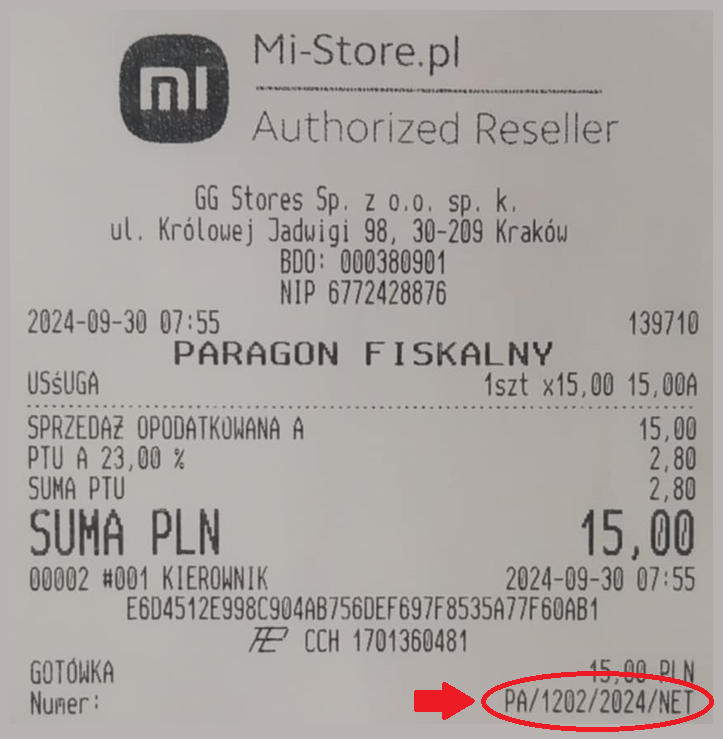 mi
Mi-Store.pl
Authorized Reseller
GG Stores Sp. z o.o. sp. k.
ul. Królowej Jadwigi 98, 30-209 Kraków
BDO: 000380901
NIP 6772428876
2024-09-30 07:55 139710
PARAGON FISKALNY
USśUGA 1szt x15,00 15,00A
SPRZEDAŻ OPODATKOWANA A 15,00
PTU A 23,00 % 2,80
SUMA PTU 2,80
SUMA PLN 15,00
00002 #001 KIEROWNIK 2024-09-30 07:55
E6D4512E998C904AB756DEF697F8535A77F60AB1
CCH 1701360481
GOTÓWKA 15,00 PLN
Numer: PA/1202/2024/NET